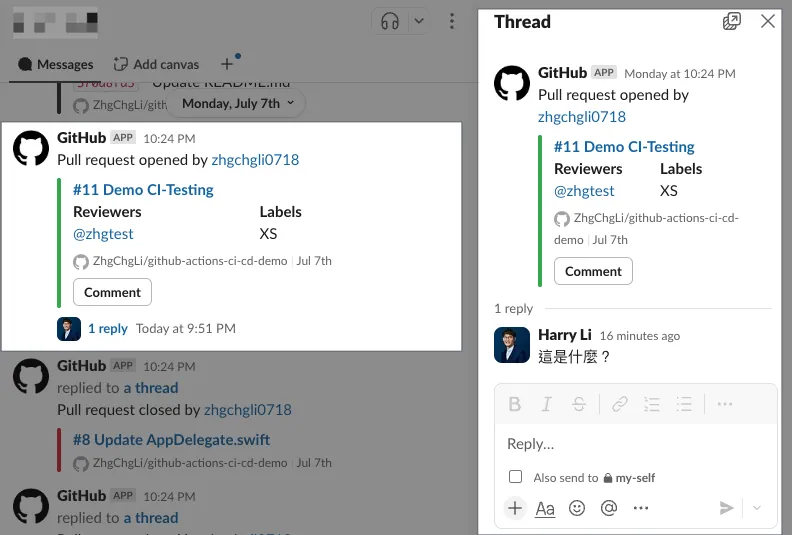 Messages
Add canvas
Update README.md
ZhgChgLi/gith
Monday, July 7th
GitHub APP 10:24 PM
Pull request opened by zhgchgli0718
#11 Demo CI-Testing
Reviewers Labels
@zhgtest XS
ZhgChgLi/github-actions-ci-cd-demo Jul 7th
Comment
1 reply Today at 9:51 PM
GitHub APP 10:24 PM
replied to a thread
Pull request closed by zhgchgli0718
#8 Update AppDelegate.swift
ZhgChgLi/github-actions-ci-cd-demo Jul 7th
GitHub APP 10:24 PM
replied to a thread
Thread
GitHub APP Monday at 10:24 PM
Pull request opened by
zhgchgli0718
#11 Demo CI-Testing
Reviewers Labels
@zhgtest XS
ZhgChgLi/github-actions-ci-cd-
demo Jul 7th
Comment
1 reply
Harry Li 16 minutes ago
這是什麼？
B I S
Reply...
Also send to my-self
Aa